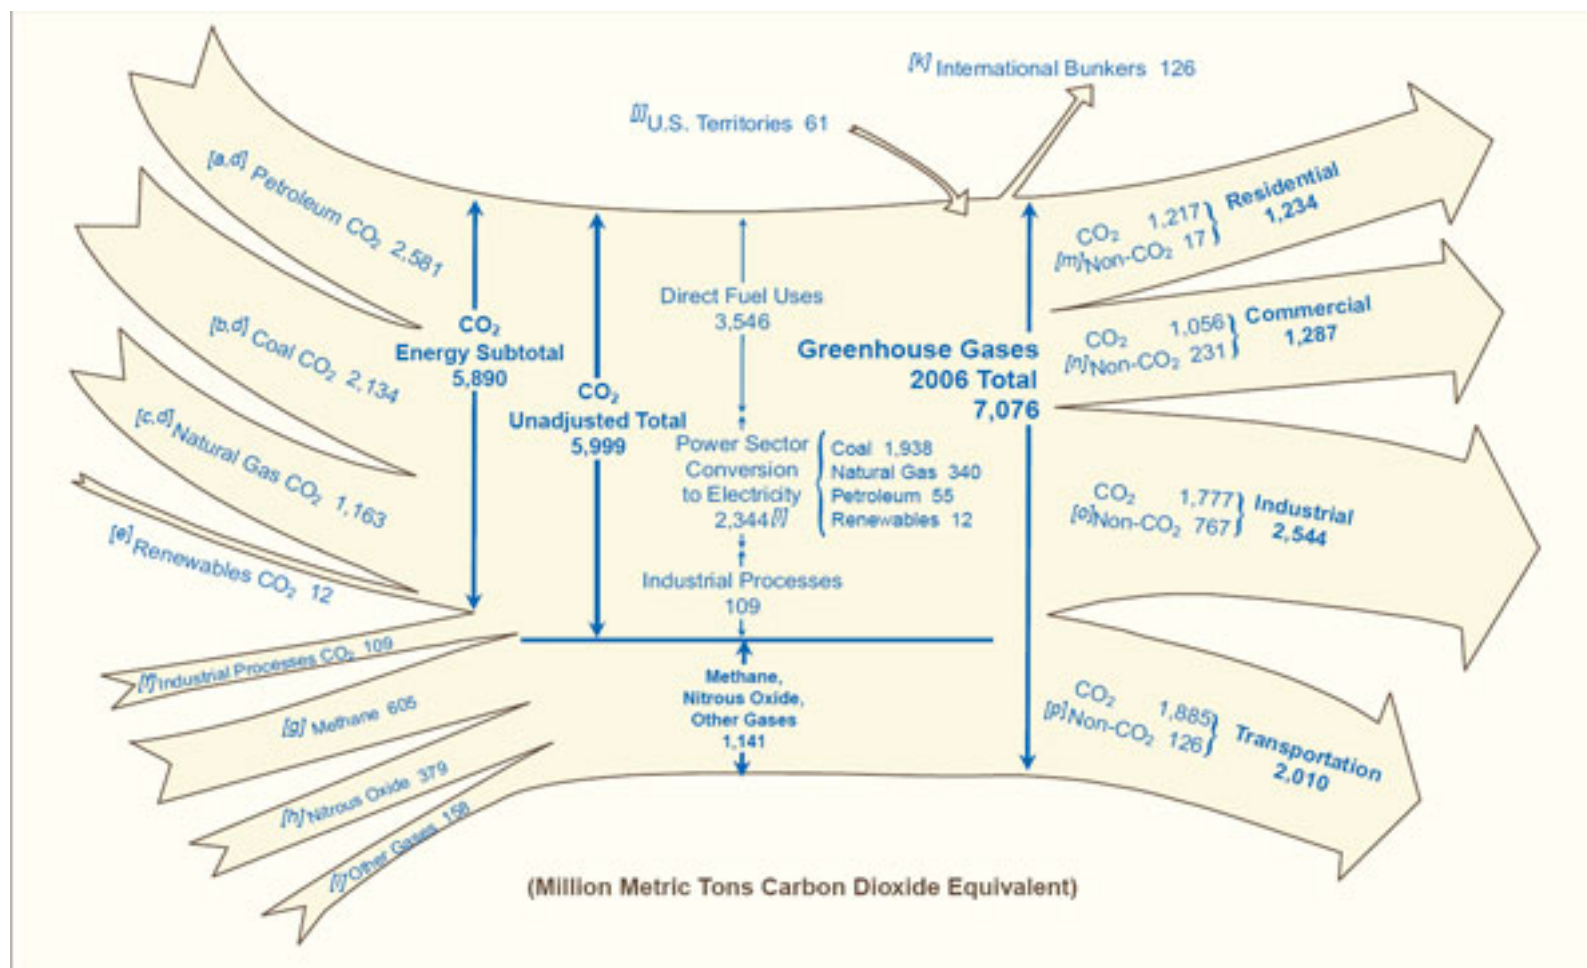 [k] International Bunkers 126
[j] U.S. Territories 61
[a,d] Petroleum CO₂ 2,581
[b,d] Coal CO₂ 2,134
[c,d] Natural Gas CO₂ 1,163
[e] Renewables CO₂ 12
[f] Industrial Processes CO₂ 109
[g] Methane 605
[h] Nitrous Oxide 379
[i] Other Gases 158
CO₂
Energy Subtotal
5,890
CO₂
Unadjusted Total
5,999
Direct Fuel Uses
3,546
Power Sector
Conversion
to Electricity
2,344[l]
Coal 1,938
Natural Gas 340
Petroleum 55
Renewables 12
Industrial Processes
109
Methane,
Nitrous Oxide,
Other Gases
1,141
Greenhouse Gases
2006 Total
7,076
CO₂ 1,217
[m]Non-CO₂ 17
Residential
1,234
CO₂ 1,056
[n]Non-CO₂ 231
Commercial
1,287
CO₂ 1,777
[o]Non-CO₂ 767
Industrial
2,544
CO₂ 1,885
[p]Non-CO₂ 126
Transportation
2,010
(Million Metric Tons Carbon Dioxide Equivalent)